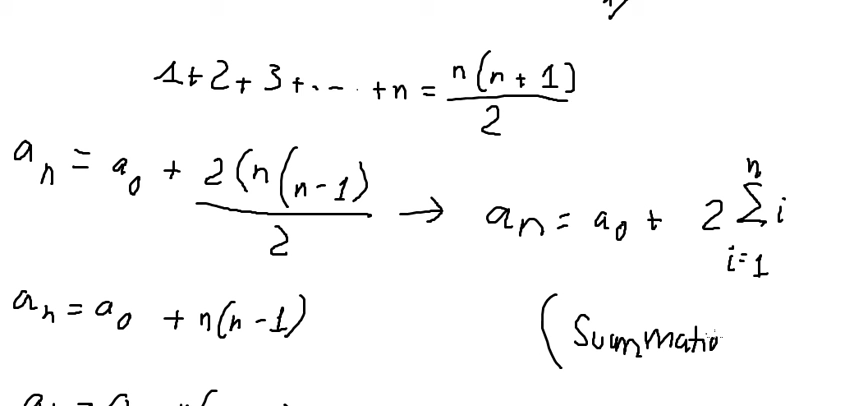 1+2+3+...+n = n(n+1)/2
a_n = a_0 + 2(n(n-1)/2 → a_n = a_0 + 2 Σ_{i=1}^{n} i
a_n = a_0 + n(n-1)
(Summatio